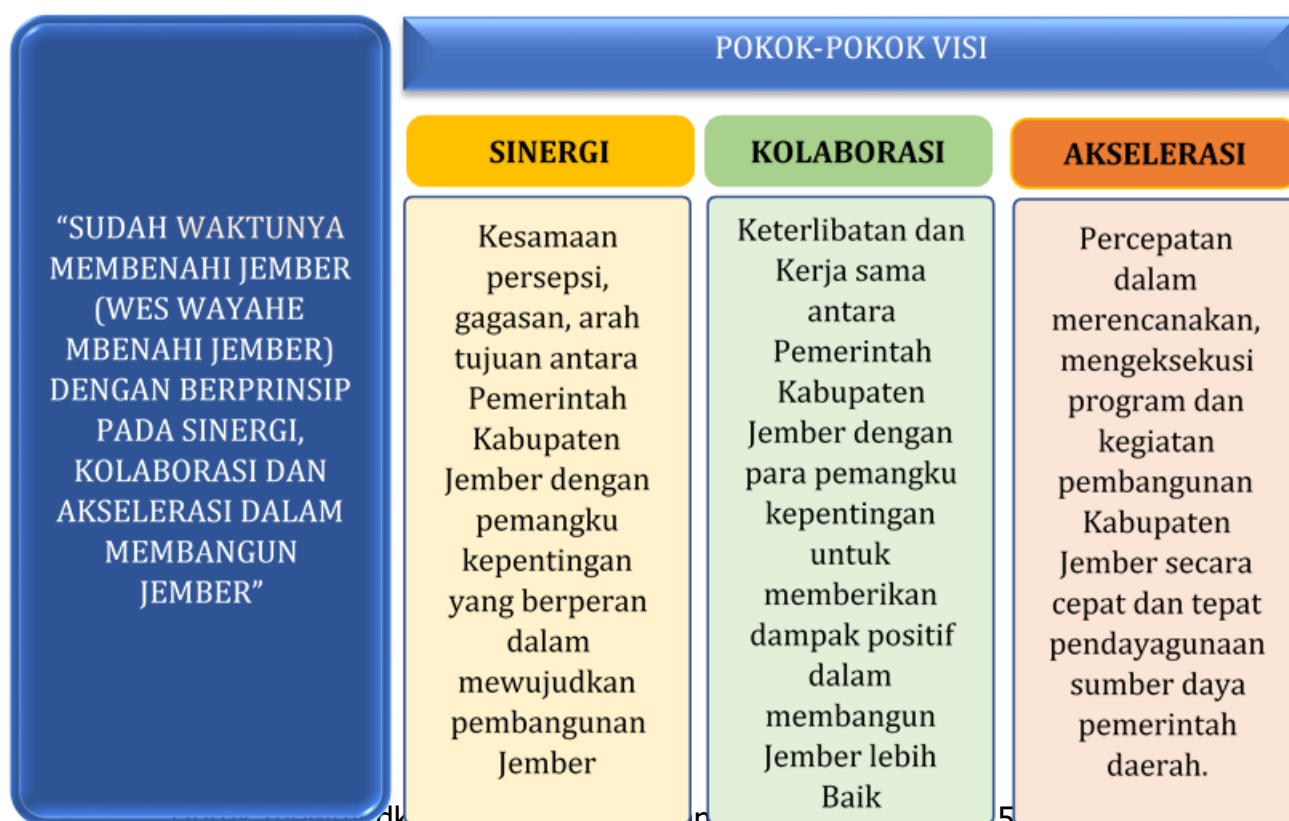 “SUDAH WAKTUNYA
MEMBENAHI JEMBER
(WES WAYAHE
MBENAHI JEMBER)
DENGAN BERPRINSIP
PADA SINERGI,
KOLABORASI DAN
AKSELERASI DALAM
MEMBANGUN
JEMBER”
POKOK-POKOK VISI
SINERGI
Kesamaan
persepsi,
gagasan, arah
tujuan antara
Pemerintah
Kabupaten
Jember dengan
pemangku
kepentingan
yang berperan
dalam
mewujudkan
pembangunan
Jember
KOLABORASI
Keterlibatan dan
Kerja sama
antara
Pemerintah
Kabupaten
Jember dengan
para pemangku
kepentingan
untuk
memberikan
dampak positif
dalam
membangun
Jember lebih
Baik
AKSELERASI
Percepatan
dalam
merencanakan,
mengeksekusi
program dan
kegiatan
pembangunan
Kabupaten
Jember secara
cepat dan tepat
pendayagunaan
sumber daya
pemerintah
daerah.